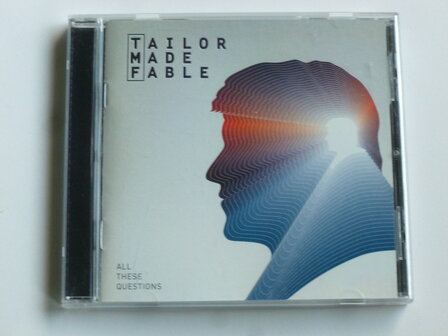 TAILOR
MADE
FABLE
ALL
THESE
QUESTIONS